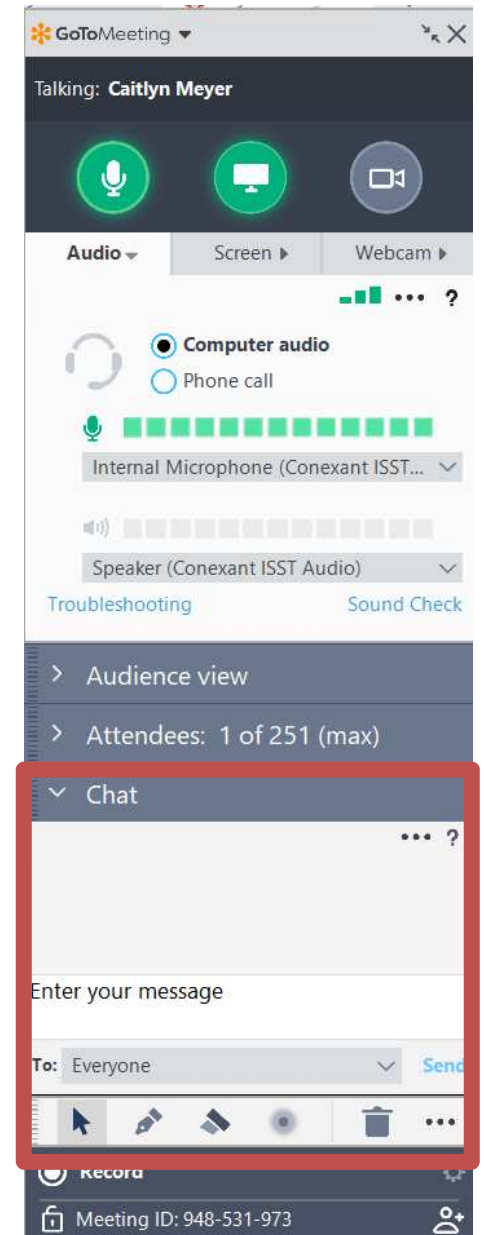 GoToMeeting
Talking: Caitlyn Meyer
Audio Screen Webcam
?
Computer audio
Phone call
Internal Microphone (Conexant ISST...
Speaker (Conexant ISST Audio)
Troubleshooting Sound Check
Audience view
Attendees: 1 of 251 (max)
Chat
?
Enter your message
To: Everyone Send
Record
Meeting ID: 948-531-973